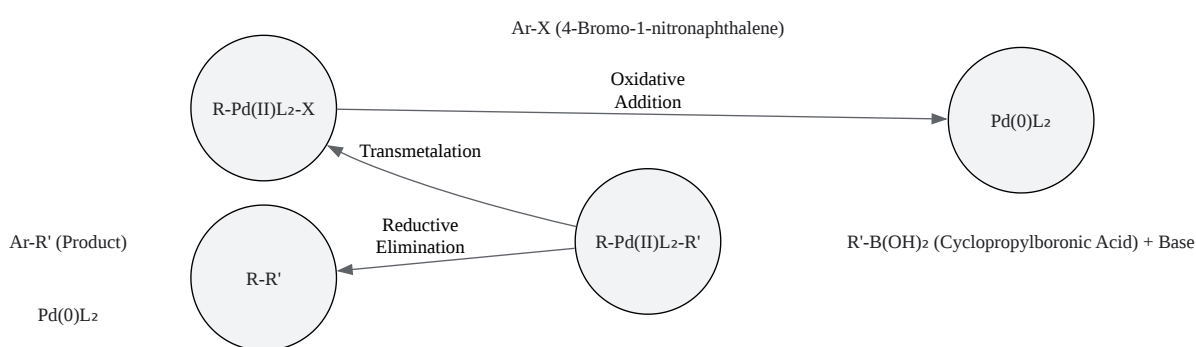 Ar-X (4-Bromo-1-nitronaphthalene)
Oxidative
Addition
R-Pd(II)L₂-X
Pd(0)L₂
Transmetalation
Reductive
Elimination
R-Pd(II)L₂-R'
Ar-R' (Product)
R'-B(OH)₂ (Cyclopropylboronic Acid) + Base
R-R'
Pd(0)L₂